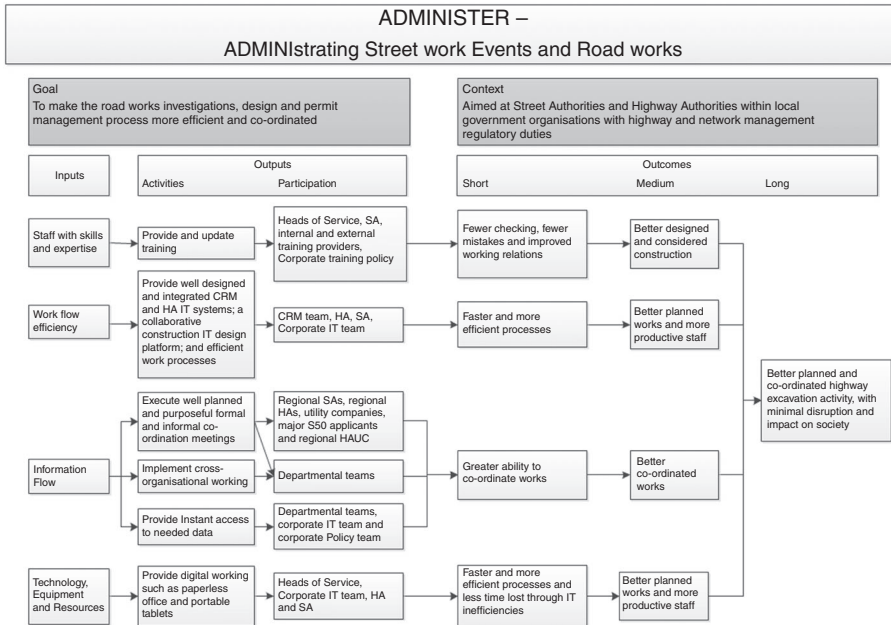 ADMINISTER –
ADMINIstrating Street work Events and Road works
Goal
To make the road works investigations, design and permit
management process more efficient and co-ordinated
Context
Aimed at Street Authorities and Highway Authorities within local
government organisations with highway and network management
regulatory duties
Inputs
Outputs
Activities
Participation
Outcomes
Short
Medium
Long
Staff with skills
and expertise
Provide and update
training
Heads of Service, SA,
internal and external
training providers,
Corporate training policy
Fewer checking, fewer
mistakes and improved
working relations
Better designed
and considered
construction
Work flow
efficiency
Provide well designed
and integrated CRM
and HA IT systems; a
collaborative
construction IT design
platform; and efficient
work processes
CRM team, HA, SA,
Corporate IT team
Faster and more
efficient processes
Better planned
works and more
productive staff
Better planned and
co-ordinated highway
excavation activity, with
minimal disruption and
impact on society
Information
Flow
Execute well planned
and purposeful formal
and informal co-
ordination meetings
Regional SAs, regional
HAs, utility companies,
major S50 applicants
and regional HAUC
Implement cross-
organisational working
Departmental teams
Provide Instant access
to needed data
Departmental teams,
corporate IT team and
corporate Policy team
Greater ability to
co-ordinate works
Better
co-ordinated
works
Technology,
Equipment
and Resources
Provide digital working
such as paperless
office and portable
tablets
Heads of Service,
Corporate IT team, HA
and SA
Faster and more
efficient processes and
less time lost through IT
inefficiencies
Better planned
works and more
productive staff